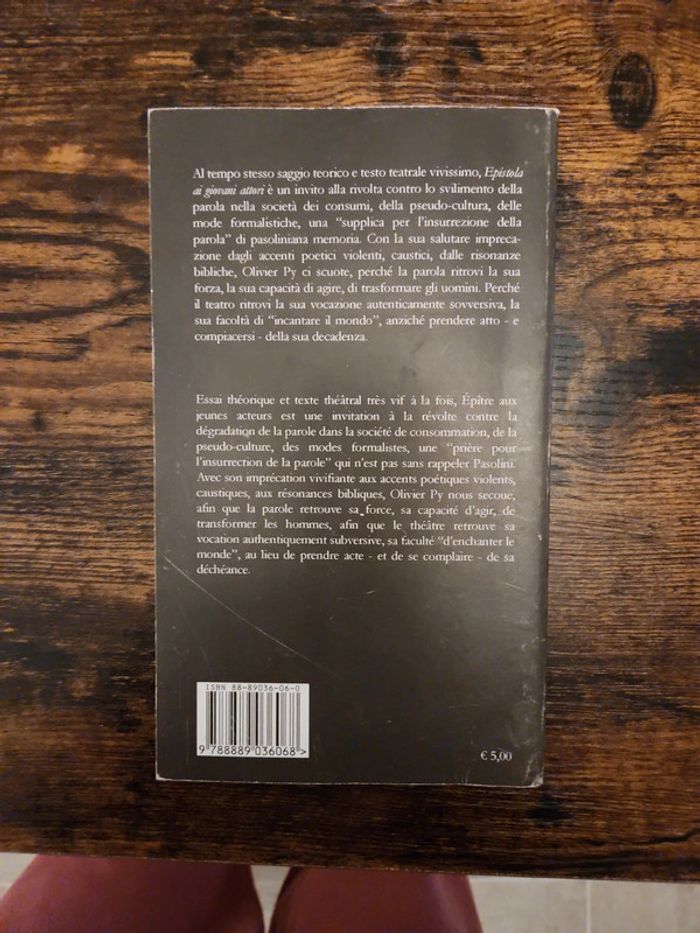 Al tempo stesso saggio teorico e testo teatrale vivissimo, Epistola
ai giovani attori è un invito alla rivolta contro lo svilimento della
parola nella società dei consumi, della pseudo-cultura, delle
mode formalistiche, una “supplica per l’insurrezione della
parola” di pasoliniana memoria. Con la sua salutare impreca-
zione dagli accenti poetici violenti, caustici, dalle risonanze
bibliche, Olivier Py ci scuote, perché la parola ritrovi la sua
forza, la sua capacità di agire, di trasformare gli uomini. Perché
il teatro ritrovi la sua vocazione autenticamente sovversiva, la
sua facoltà di “incantare il mondo”, anziché prendere atto - e
compiacersi - della sua decadenza.
Essai théorique et texte théâtral très vif à la fois, Épître aux
jeunes acteurs est une invitation à la révolte contre la
dégradation de la parole dans la société de consommation, de la
pseudo-culture, des modes formalistes, une “prière pour
l’insurrection de la parole” qui n’est pas sans rappeler Pasolini.
Avec son imprécation vivifiante aux accents poétiques violents,
caustiques, aux résonances bibliques, Olivier Py nous secoue,
afin que la parole retrouve sa force, sa capacité d’agir, de
transformer les hommes, afin que le théâtre retrouve sa
vocation authentiquement subversive, sa faculté “d’enchanter le
monde”, au lieu de prendre acte - et de se complaire - de sa
déchéance.
ISBN 88-89036-06-0
9 788889 036068 >
€ 5,00